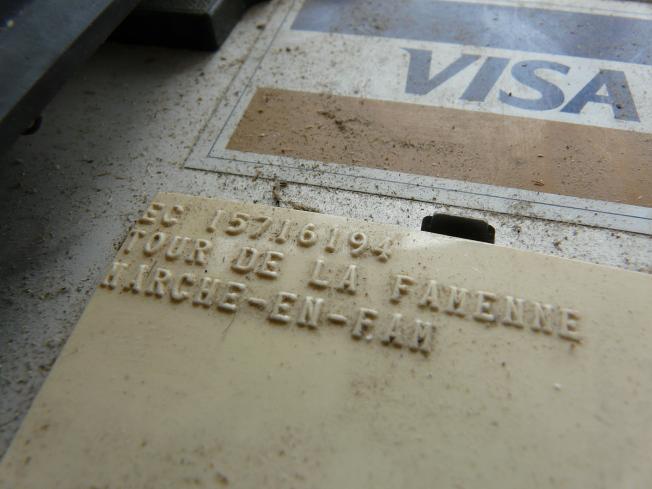 VISA
EC 15716194
TOUR DE LA FAMENNE
MARCHE-EN-FAM